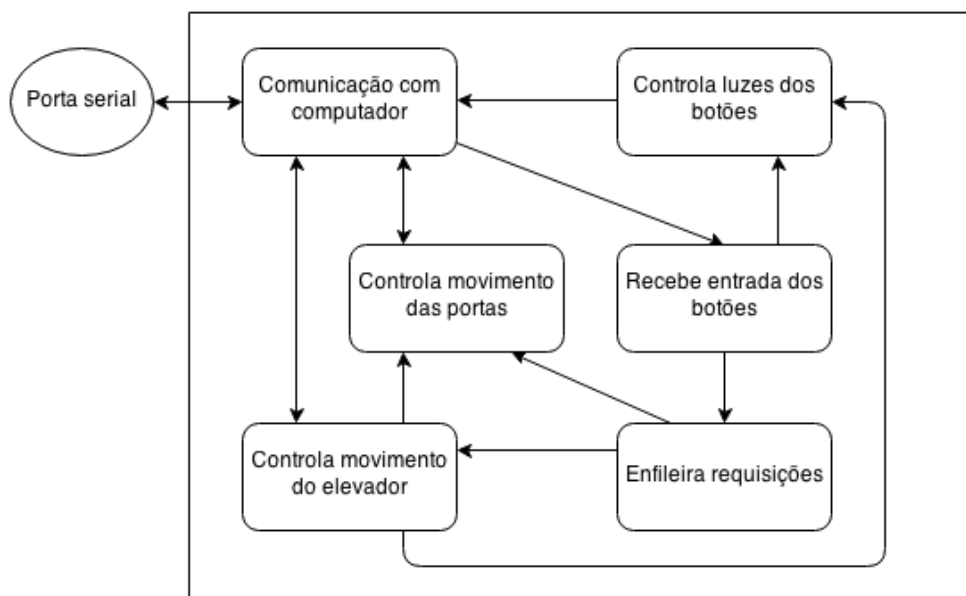 Porta serial
Comunicação com
computador
Controla luzes dos
botões
Controla movimento
das portas
Recebe entrada dos
botões
Controla movimento
do elevador
Enfileira requisições